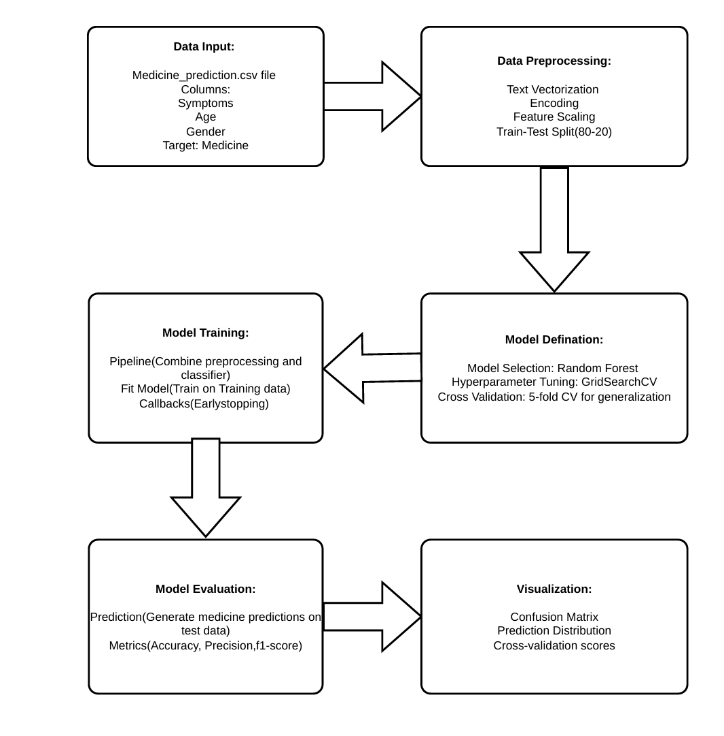 Data Input:
Medicine_prediction.csv file
Columns:
Symptoms
Age
Gender
Target: Medicine
Data Preprocessing:
Text Vectorization
Encoding
Feature Scaling
Train-Test Split(80-20)
Model Defination:
Model Selection: Random Forest
Hyperparameter Tuning: GridSearchCV
Cross Validation: 5-fold CV for generalization
Model Training:
Pipeline(Combine preprocessing and
classifier)
Fit Model(Train on Training data)
Callbacks(Earlystopping)
Model Evaluation:
Prediction(Generate medicine predictions on
test data)
Metrics(Accuracy, Precision,f1-score)
Visualization:
Confusion Matrix
Prediction Distribution
Cross-validation scores